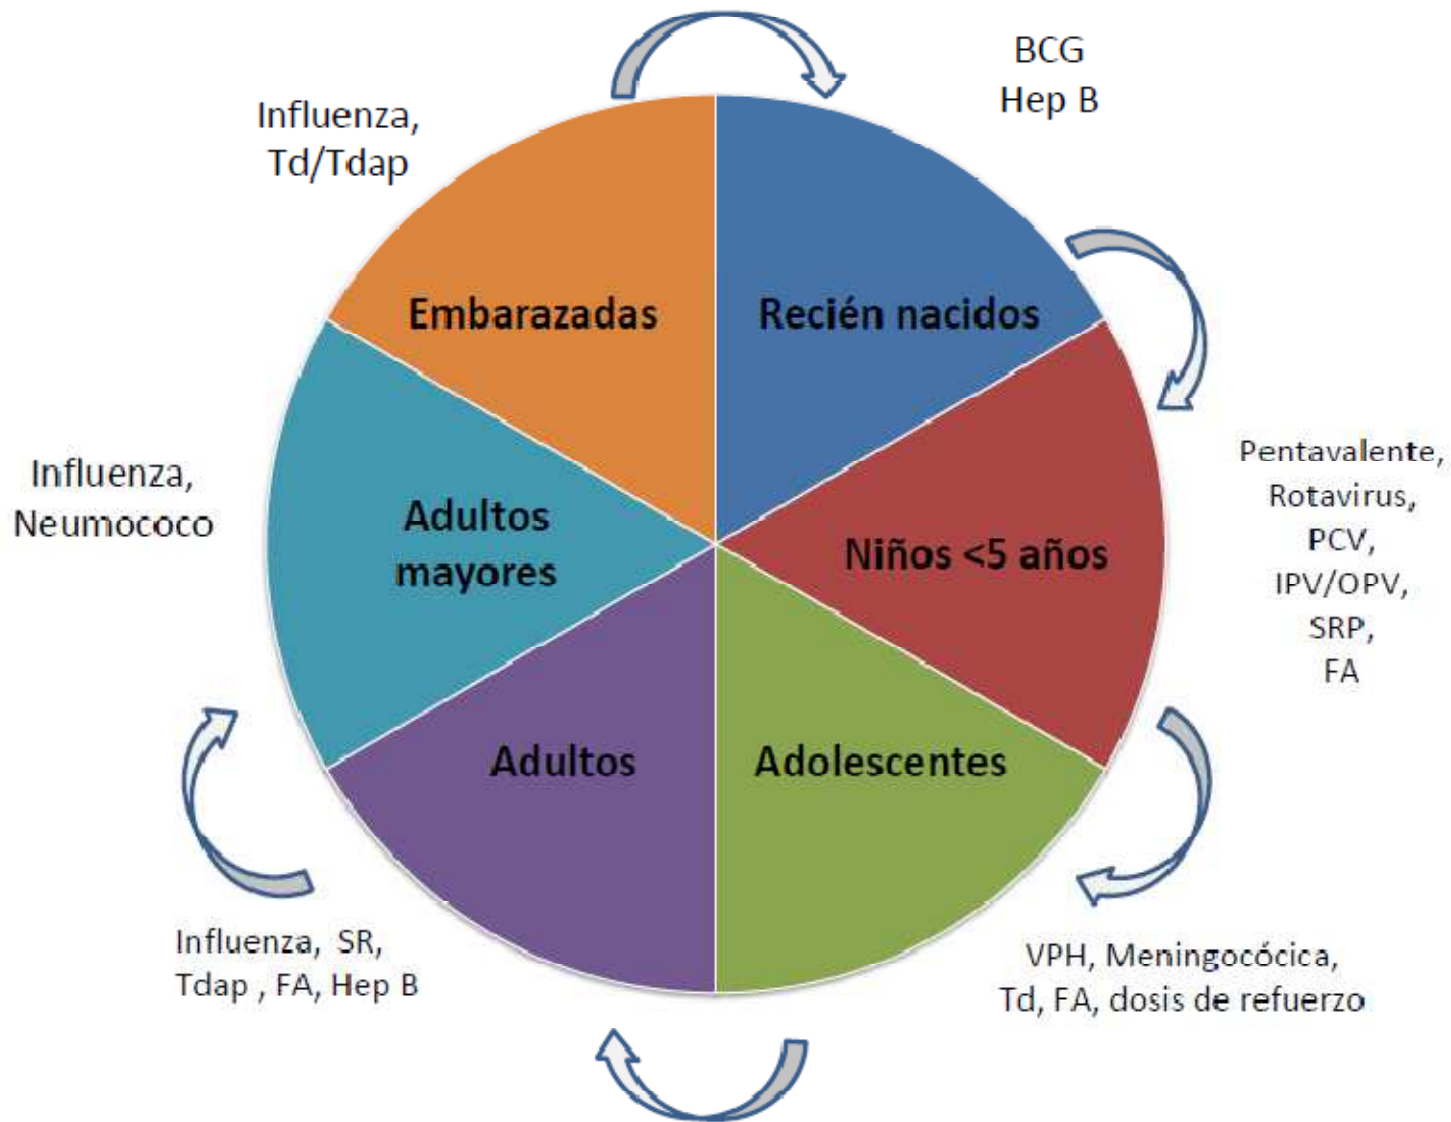 BCG
Hep B
Influenza,
Td/Tdap
Embarazadas
Recién nacidos
Pentavalente,
Rotavirus,
PCV,
IPV/OPV,
SRP,
FA
Influenza,
Neumococo
Adultos
mayores
Niños <5 años
Adultos
Adolescentes
Influenza, SR,
Tdap , FA, Hep B
VPH, Meningocócica,
Td, FA, dosis de refuerzo